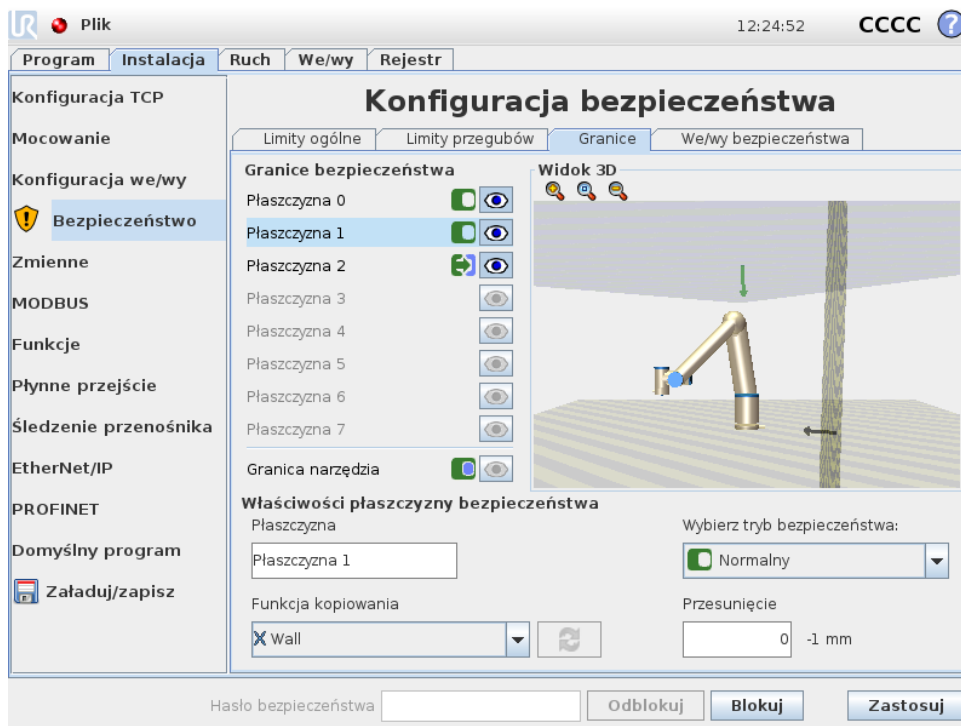 UR Plik 12:24:52 CCCC ?
Program Instalacja Ruch We/wy Rejestr
Konfiguracja TCP
Mocowanie
Konfiguracja we/wy
Bezpieczeństwo
Zmienne
MODBUS
Funkcje
Płynne przejście
Śledzenie przenośnika
EtherNet/IP
PROFINET
Domyślny program
Załaduj/zapisz
Konfiguracja bezpieczeństwa
Limity ogólne Limity przegubów Granice We/wy bezpieczeństwa
Granice bezpieczeństwa
Płaszczyzna 0
Płaszczyzna 1
Płaszczyzna 2
Płaszczyzna 3
Płaszczyzna 4
Płaszczyzna 5
Płaszczyzna 6
Płaszczyzna 7
Granica narzędzia
Widok 3D
Właściwości płaszczyzny bezpieczeństwa
Płaszczyzna
Płaszczyzna 1
Wybierz tryb bezpieczeństwa:
Normalny
Funkcja kopiowania
Wall
Przesunięcie
0 -1 mm
Hasło bezpieczeństwa Odblokuj Blokuj Zastosuj